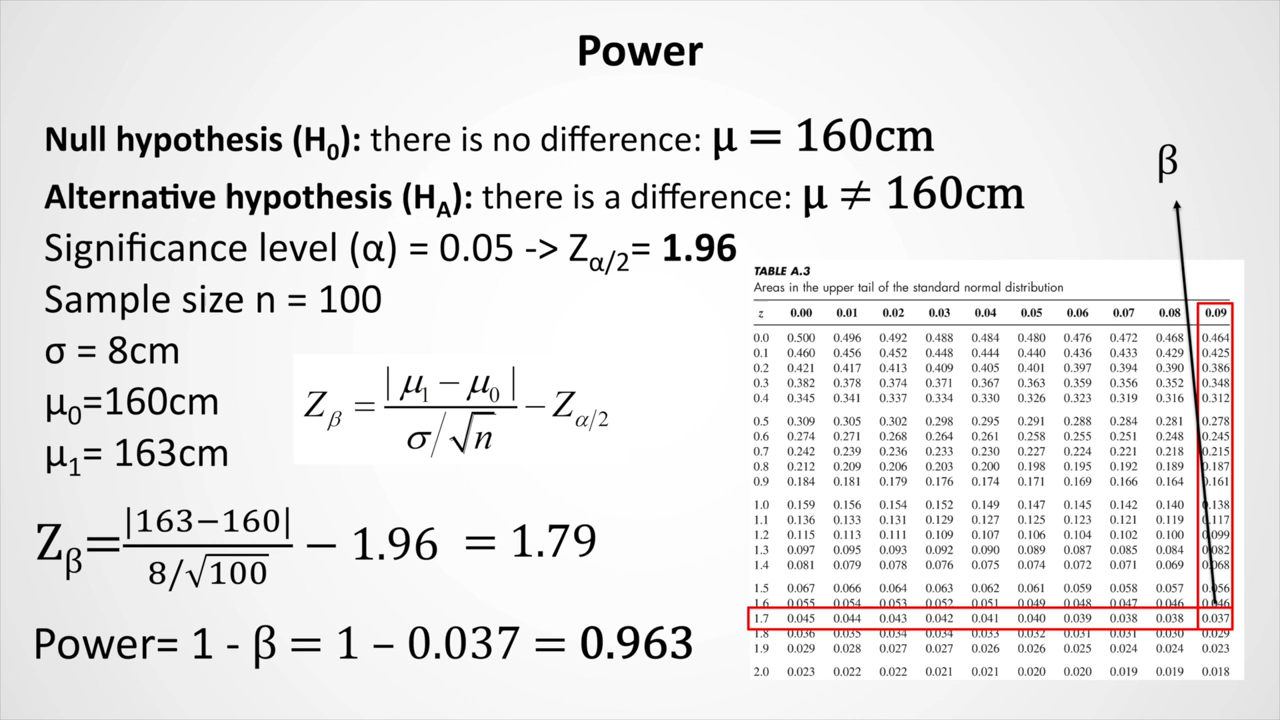 Power
Null hypothesis (H₀): there is no difference: μ = 160cm
Alternative hypothesis (H_A): there is a difference: μ ≠ 160cm
Significance level (α) = 0.05 -> Z_α/2= 1.96
Sample size n = 100
σ = 8cm
μ₀=160cm
μ₁= 163cm
Z_β = |μ₁ − μ₀| / (σ/√n) − Z_α/2
Z_β=|163−160| / (8/√100) − 1.96 = 1.79
Power= 1 - β = 1 – 0.037 = 0.963
β
TABLE A.3
Areas in the upper tail of the standard normal distribution
z 0.00 0.01 0.02 0.03 0.04 0.05 0.06 0.07 0.08 0.09
0.0 0.500 0.496 0.492 0.488 0.484 0.480 0.476 0.472 0.468 0.464
0.1 0.460 0.456 0.452 0.448 0.444 0.440 0.436 0.433 0.429 0.425
0.2 0.421 0.417 0.413 0.409 0.405 0.401 0.397 0.394 0.390 0.386
0.3 0.382 0.378 0.374 0.371 0.367 0.363 0.359 0.356 0.352 0.348
0.4 0.345 0.341 0.337 0.334 0.330 0.326 0.323 0.319 0.316 0.312
0.5 0.309 0.305 0.302 0.298 0.295 0.291 0.288 0.284 0.281 0.278
0.6 0.274 0.271 0.268 0.264 0.261 0.258 0.255 0.251 0.248 0.245
0.7 0.242 0.239 0.236 0.233 0.230 0.227 0.224 0.221 0.218 0.215
0.8 0.212 0.209 0.206 0.203 0.200 0.198 0.195 0.192 0.189 0.187
0.9 0.184 0.181 0.179 0.176 0.174 0.171 0.169 0.166 0.164 0.161
1.0 0.159 0.156 0.154 0.152 0.149 0.147 0.145 0.142 0.140 0.138
1.1 0.136 0.133 0.131 0.129 0.127 0.125 0.123 0.121 0.119 0.117
1.2 0.115 0.113 0.111 0.109 0.107 0.106 0.104 0.102 0.100 0.099
1.3 0.097 0.095 0.093 0.092 0.090 0.089 0.087 0.085 0.084 0.082
1.4 0.081 0.079 0.078 0.076 0.075 0.074 0.072 0.071 0.069 0.068
1.5 0.067 0.066 0.064 0.063 0.062 0.061 0.059 0.058 0.057 0.056
1.6 0.055 0.054 0.053 0.052 0.051 0.049 0.048 0.047 0.046 0.046
1.7 0.045 0.044 0.043 0.042 0.041 0.040 0.039 0.038 0.038 0.037
1.8 0.036 0.035 0.034 0.034 0.033 0.032 0.031 0.031 0.030 0.029
1.9 0.029 0.028 0.027 0.027 0.026 0.026 0.025 0.024 0.024 0.023
2.0 0.023 0.022 0.022 0.021 0.021 0.020 0.020 0.019 0.019 0.018